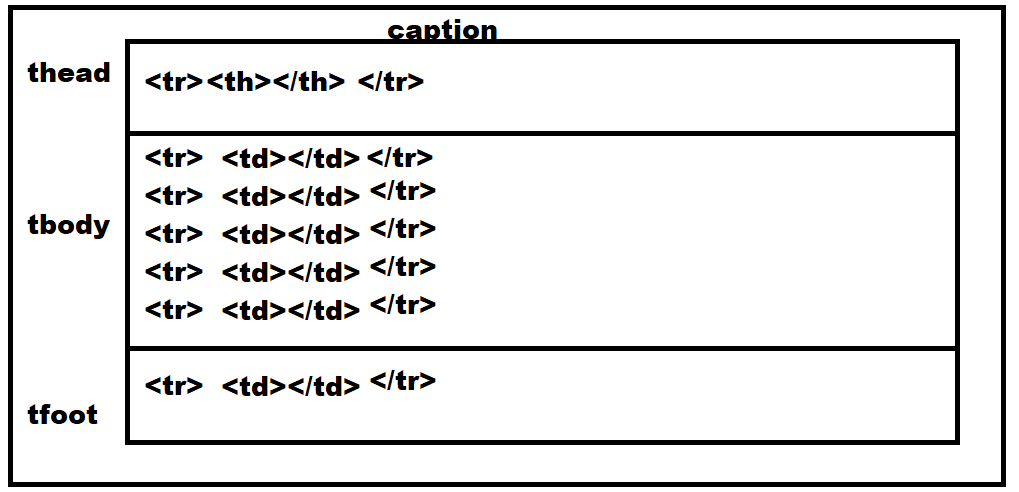 caption
thead
<tr><th></th> </tr>
<tr> <td></td> </tr>
<tr> <td></td> </tr>
tbody
<tr> <td></td> </tr>
<tr> <td></td> </tr>
<tr> <td></td> </tr>
<tr> <td></td> </tr>
tfoot